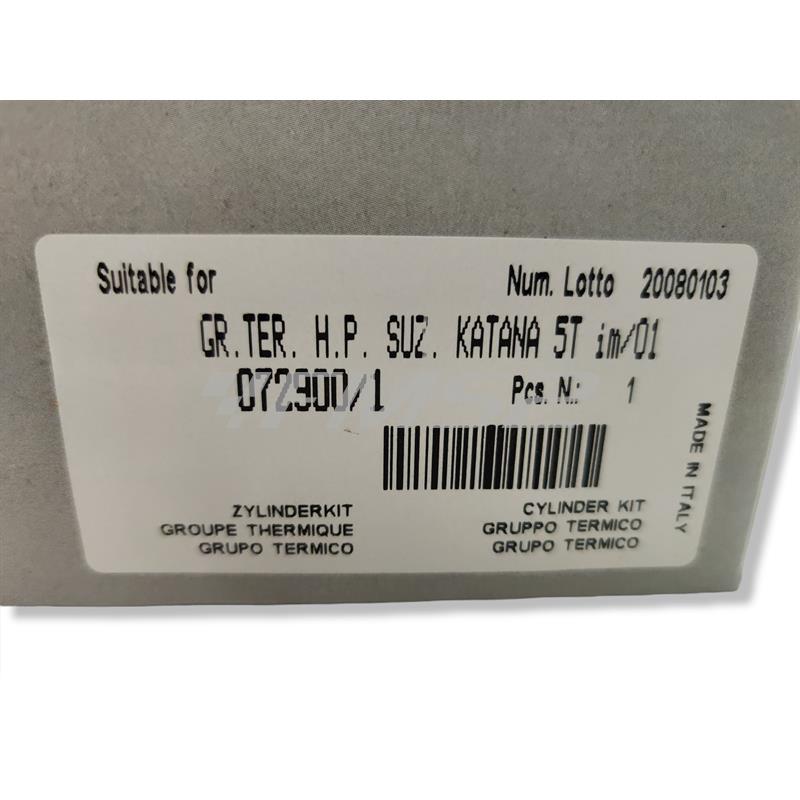 Suitable for Num. Lotto 20080103
GR.TER. H.P. SUZ. KATANA 5T im/01
072900/1 Pcs. N.: 1
ZYLINDERKIT CYLINDER KIT
GROUPE THERMIQUE GRUPPO TERMICO
GRUPO TERMICO GRUPO TERMICO
MADE IN ITALY